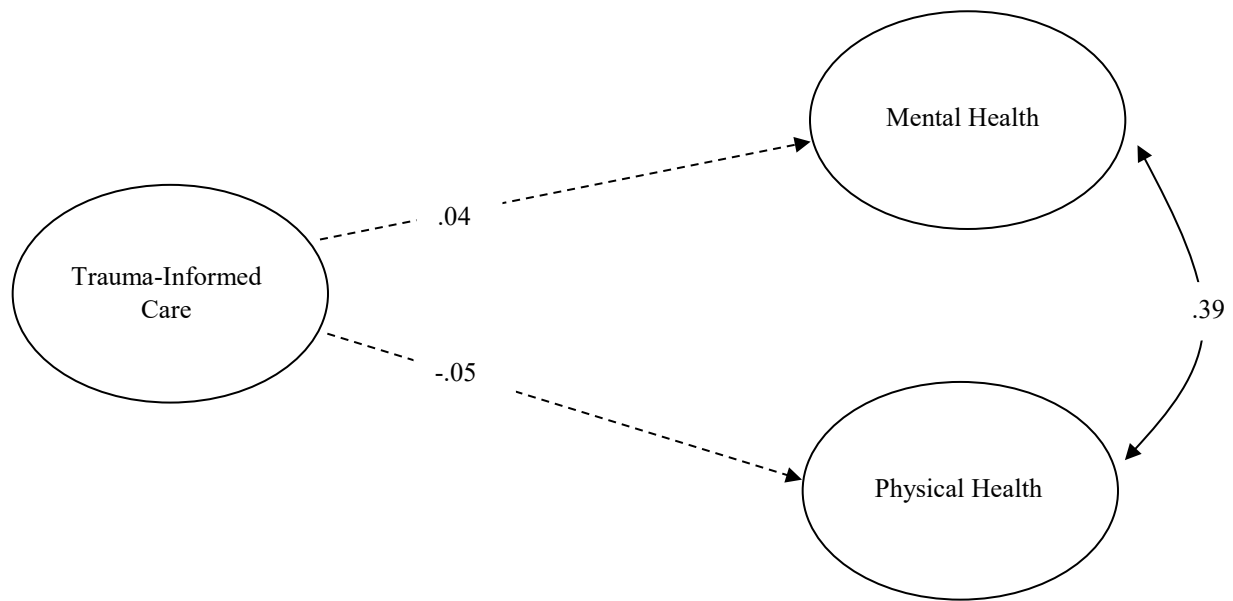 Mental Health
.04
Trauma-Informed
Care
.39
-.05
Physical Health